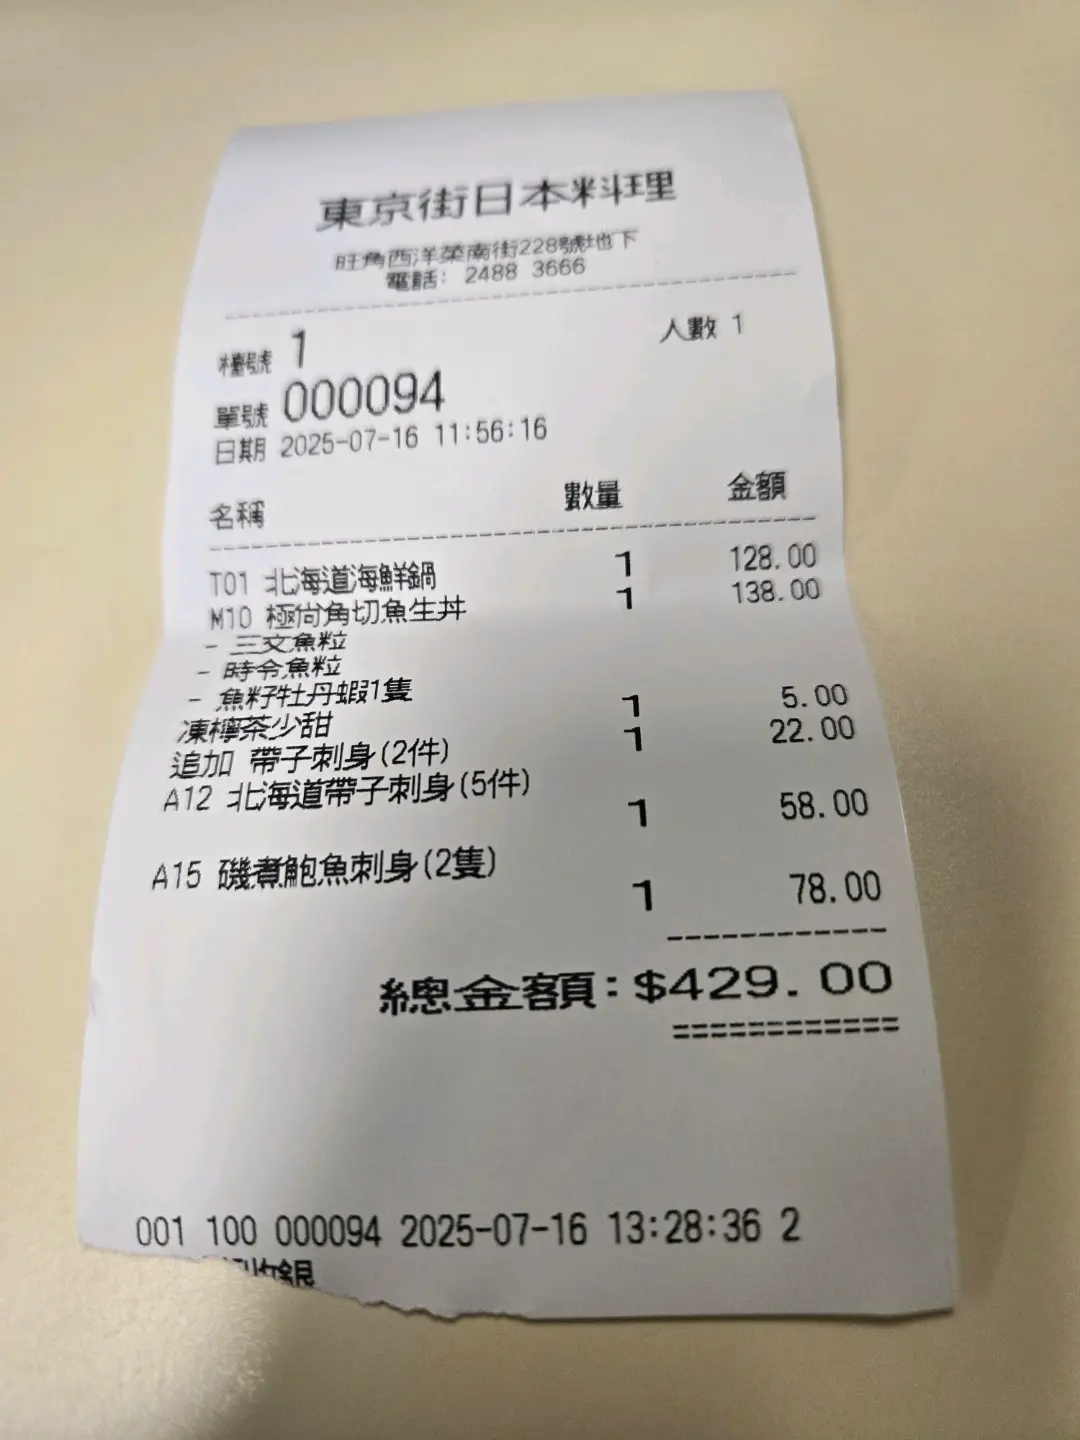 東京街日本料理
旺角西洋菜南街228號地下
電話: 2488 3666
檯號 1 人數 1
單號 000094
日期 2025-07-16 11:56:16
名稱 數量 金額
T01 北海道海鮮鍋 1 128.00
M10 極尚角切魚生丼 1 138.00
- 三文魚粒
- 時令魚粒
- 魚籽牡丹蝦1隻
凍檸茶少甜 1 5.00
追加 帶子刺身(2件) 1 22.00
A12 北海道帶子刺身(5件)
1 58.00
A15 磯煮鮑魚刺身(2隻)
1 78.00
總金額:$429.00
001 100 000094 2025-07-16 13:28:36 2
收銀